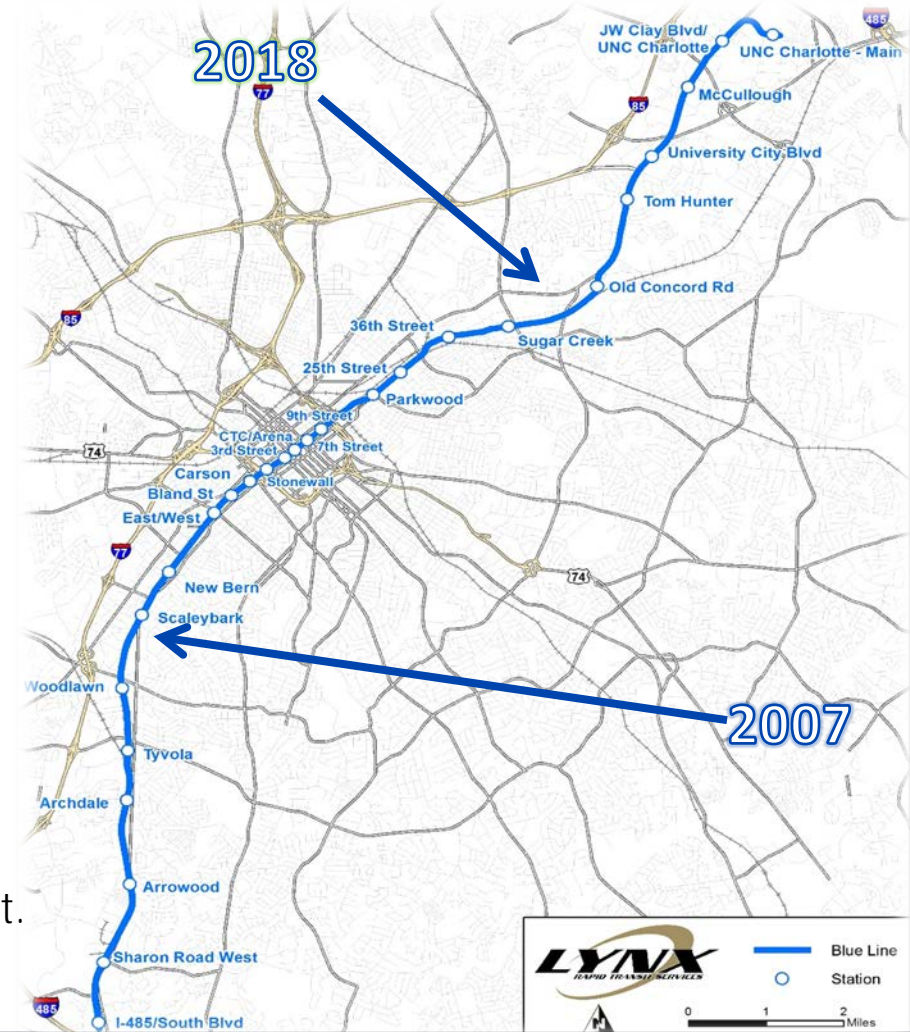 485
JW Clay Blvd/
UNC Charlotte
UNC Charlotte - Main
2018
77
McCullough
85
University City Blvd
Tom Hunter
Old Concord Rd
85
36th Street
Sugar Creek
25th Street
Parkwood
9th Street
CTC/Arena
7th Street
3rd Street
74
Carson
Stonewall
Bland St
East/West
77
74
New Bern
Scaleybark
Woodlawn
2007
Tyvola
Archdale
Arrowood
t.
Sharon Road West
485
I-485/South Blvd
LYNX
RAPID TRANSIT SERVICES
Blue Line
Station
N
0 1 2
Miles